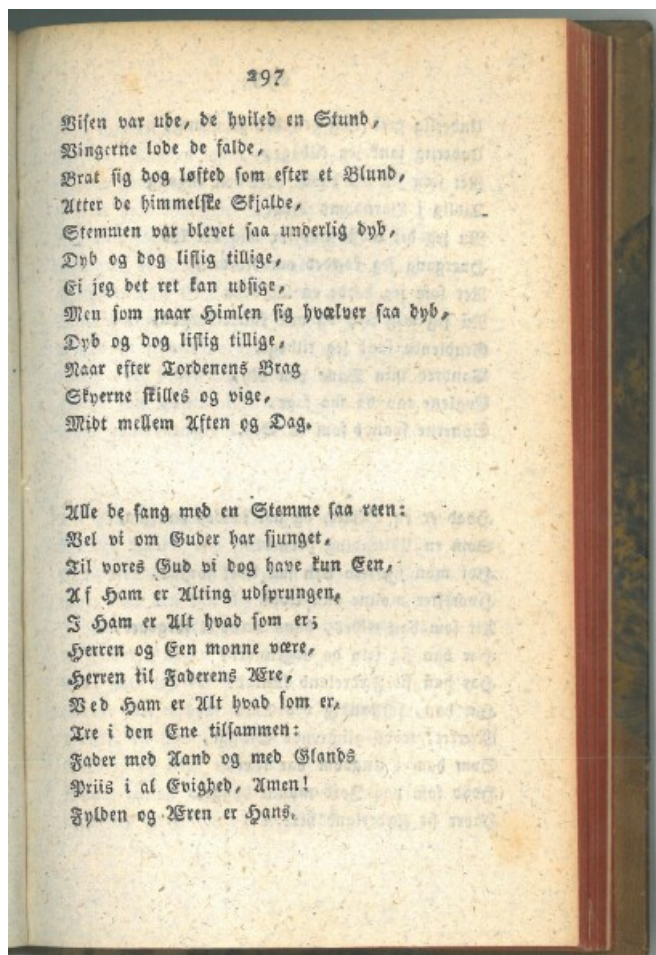 297
Visen var ude, de hviled en Stund,
Vingerne lode de falde,
Brat sig dog løfted som efter et Blund,
Atter de himmelske Skjalde,
Stemmen var blevet saa underlig dyb,
Dyb og dog liflig tillige,
Ei jeg det ret kan udsige,
Men som naar Himlen sig hvælver saa dyb,
Dyb og dog liflig tillige,
Naar efter Tordenens Brag
Skyerne skilles og vige,
Midt mellem Aften og Dag.
Alle de sang med en Stemme saa reen:
Vel vi om Guder har sjunget,
Til vores Gud vi dog have kun Een,
Af Ham er Alting udsprungen,
I Ham er Alt hvad som er;
Herren og Een monne være,
Herren til Faderens Ære,
Ved Ham er Alt hvad som er,
Tre i den Ene tilsammen:
Fader med Aand og med Glands
Priis i al Evighed, Amen!
Fylden og Æren er Hans.